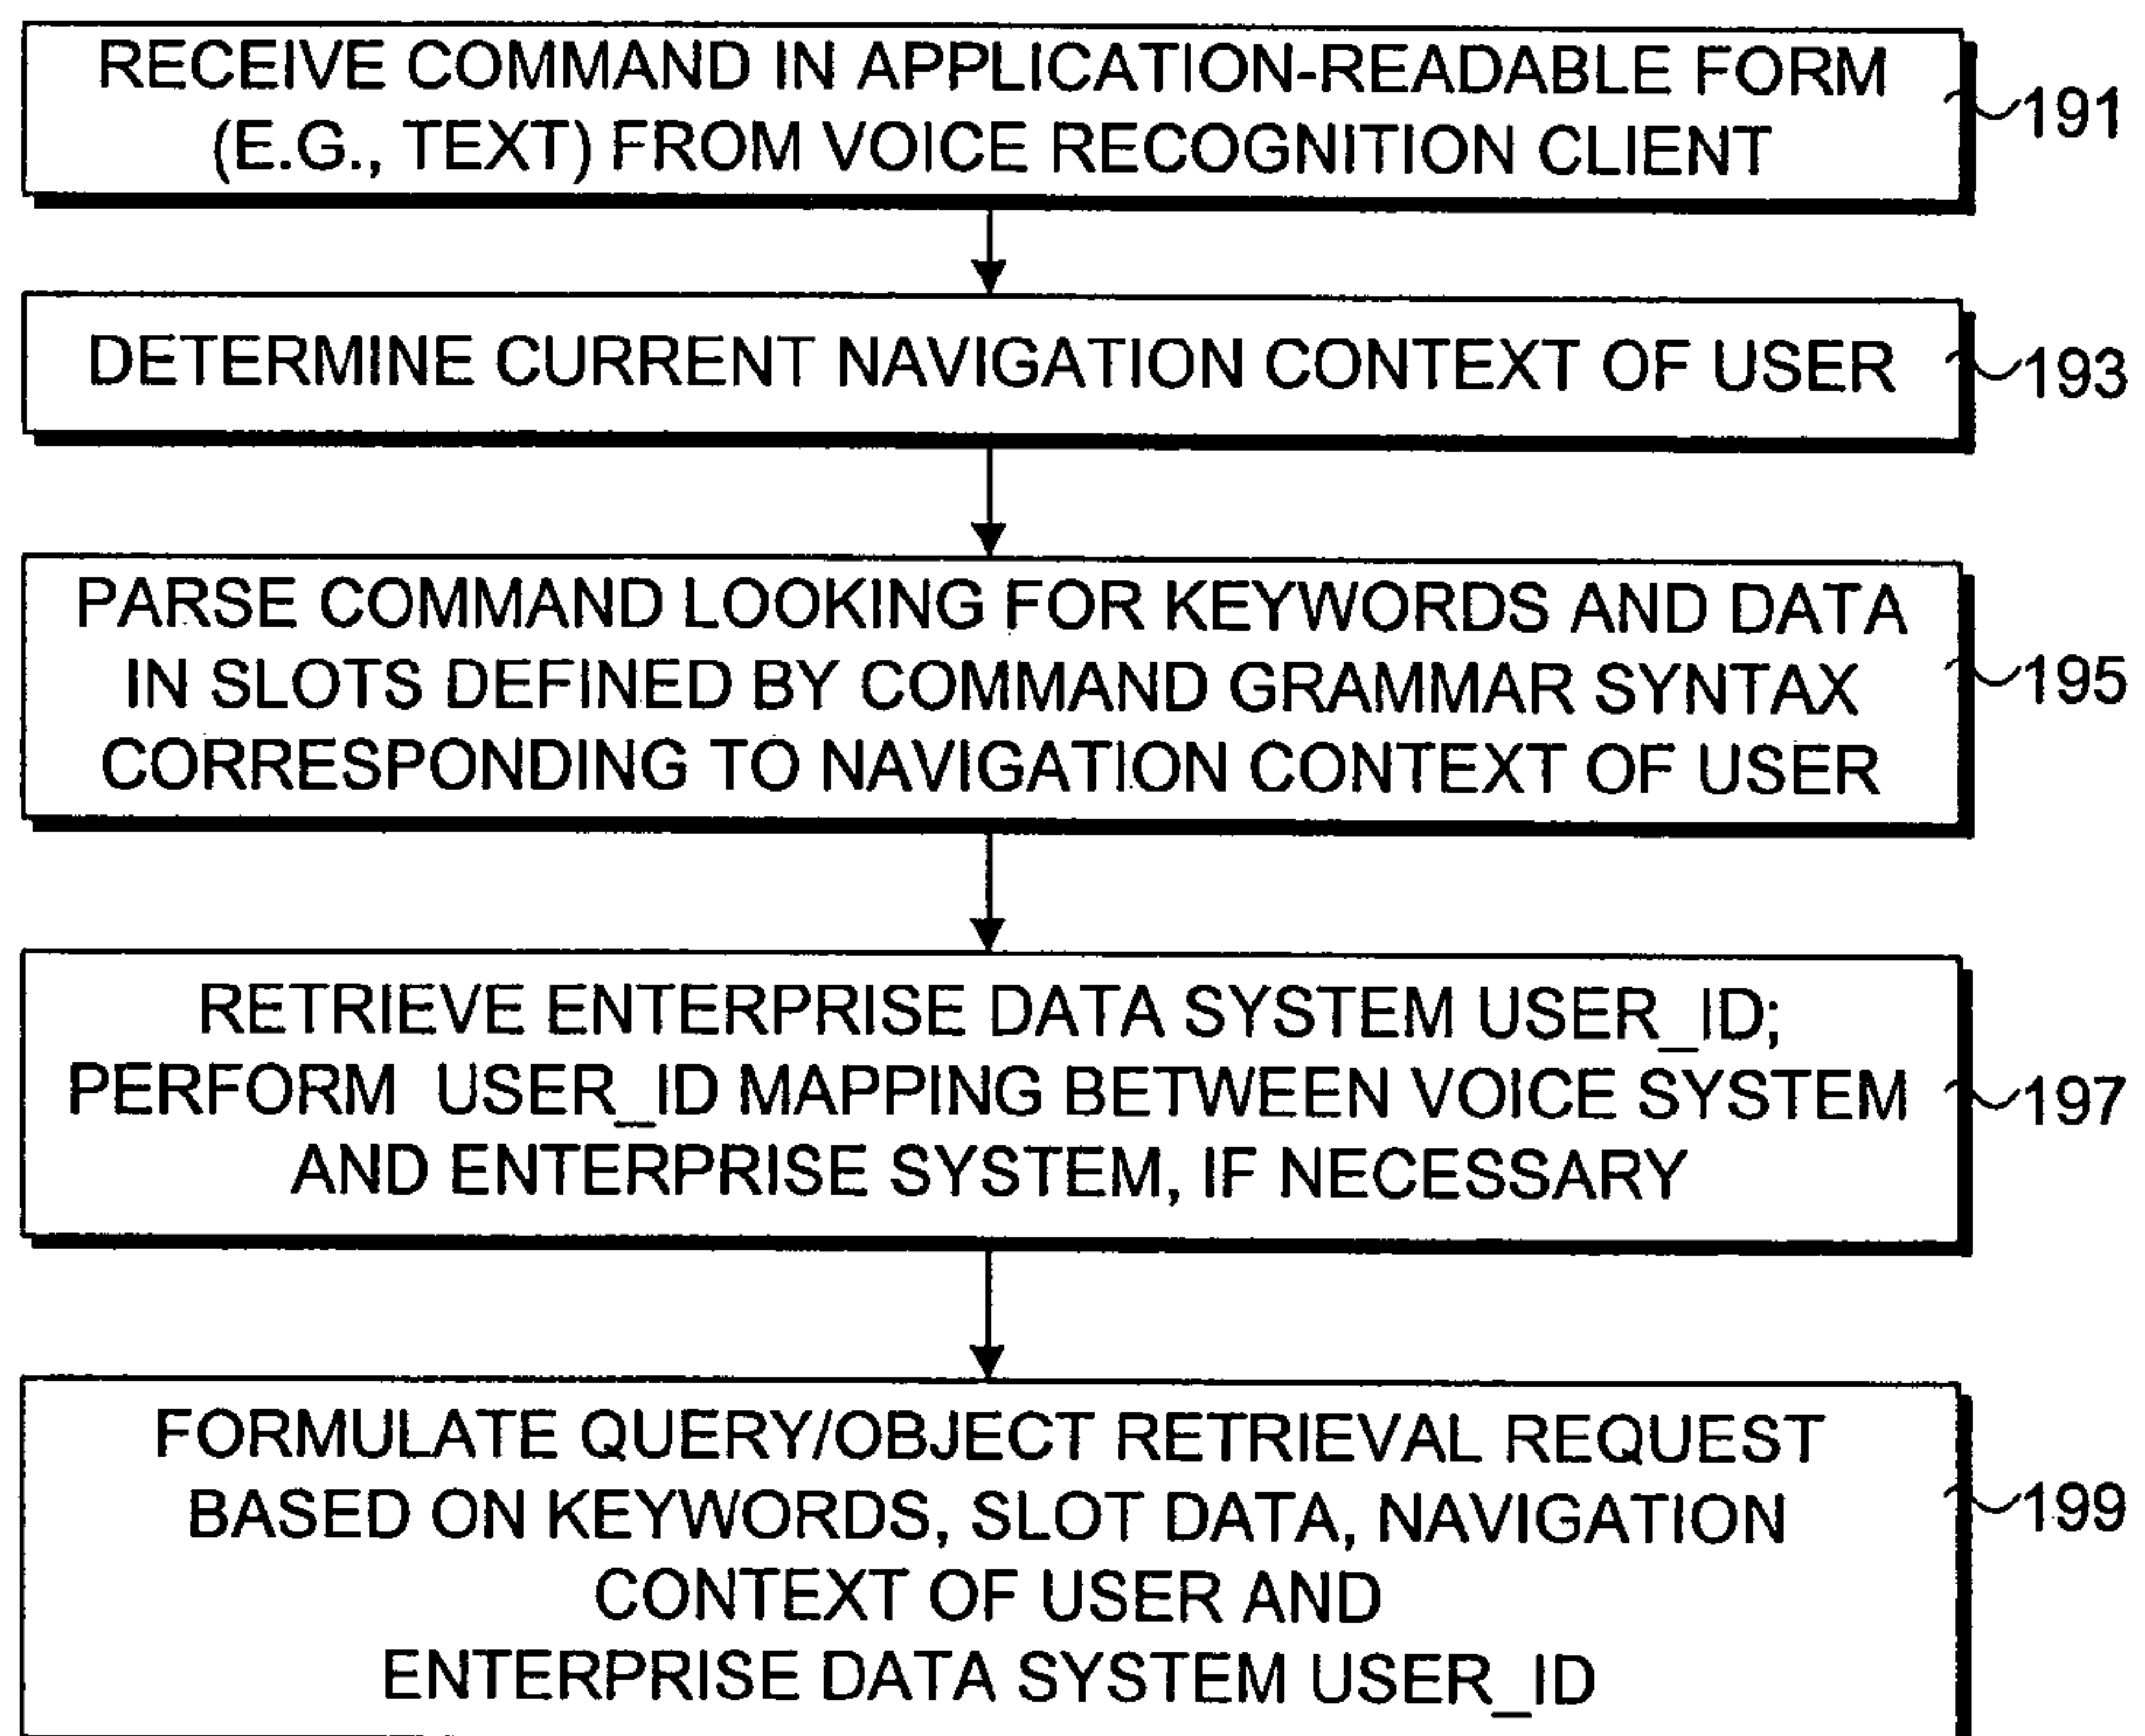 RECEIVE COMMAND IN APPLICATION-READABLE FORM
(E.G., TEXT) FROM VOICE RECOGNITION CLIENT
191
DETERMINE CURRENT NAVIGATION CONTEXT OF USER
193
PARSE COMMAND LOOKING FOR KEYWORDS AND DATA
IN SLOTS DEFINED BY COMMAND GRAMMAR SYNTAX
CORRESPONDING TO NAVIGATION CONTEXT OF USER
195
RETRIEVE ENTERPRISE DATA SYSTEM USER_ID;
PERFORM USER_ID MAPPING BETWEEN VOICE SYSTEM
AND ENTERPRISE SYSTEM, IF NECESSARY
197
FORMULATE QUERY/OBJECT RETRIEVAL REQUEST
BASED ON KEYWORDS, SLOT DATA, NAVIGATION
CONTEXT OF USER AND
ENTERPRISE DATA SYSTEM USER_ID
199